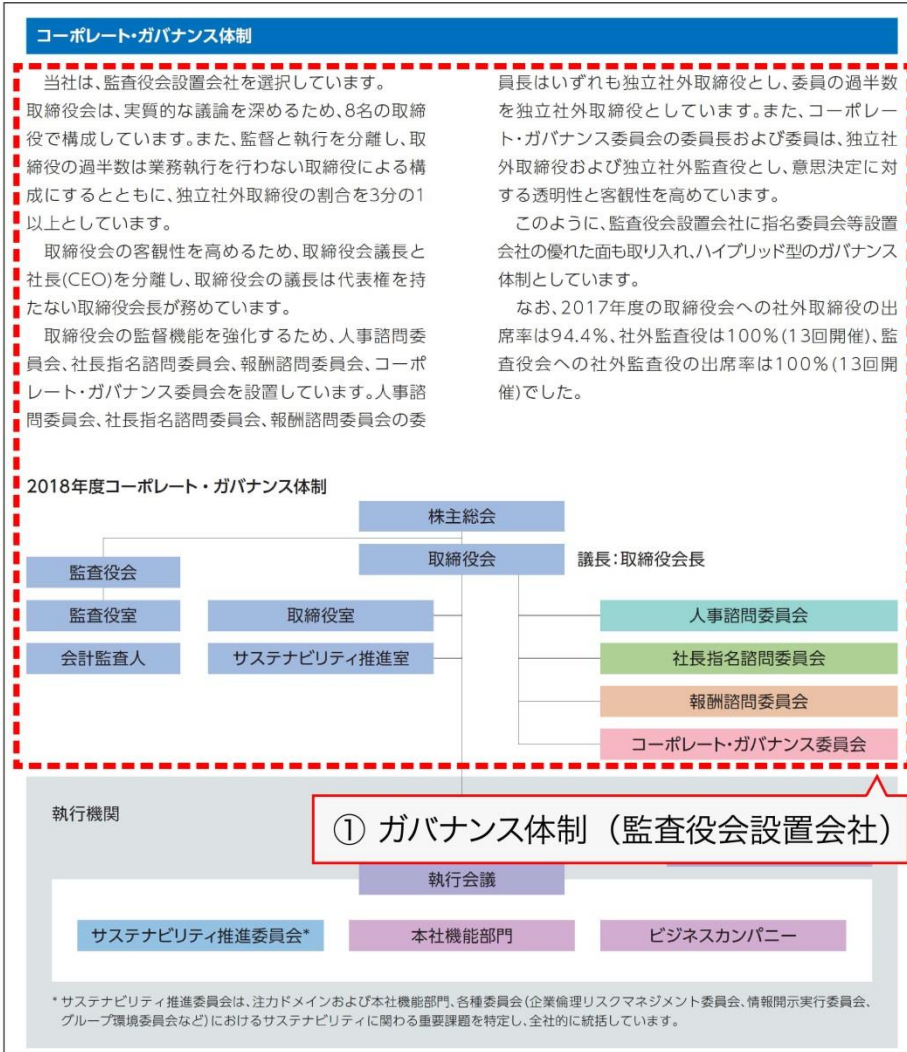 コーポレート・ガバナンス体制
当社は、監査役会設置会社を選択しています。
取締役会は、実質的な議論を深めるため、8名の取締
役で構成しています。また、監督と執行を分離し、取
締役の過半数は業務執行を行わない取締役による構
成にするとともに、独立社外取締役の割合を3分の1
以上としています。
取締役会の客観性を高めるため、取締役会議長と
社長(CEO)を分離し、取締役会の議長は代表権を持
たない取締役会長が務めています。
取締役会の監督機能を強化するため、人事諮問委
員会、社長指名諮問委員会、報酬諮問委員会、コーポ
レート・ガバナンス委員会を設置しています。人事諮
問委員会、社長指名諮問委員会、報酬諮問委員会の委
員長はいずれも独立社外取締役とし、委員の過半数
を独立社外取締役としています。また、コーポレー
ト・ガバナンス委員会の委員長および委員は、独立社
外取締役および独立社外監査役とし、意思決定に対
する透明性と客観性を高めています。
このように、監査役会設置会社に指名委員会等設置
会社の優れた面も取り入れ、ハイブリッド型のガバナンス
体制としています。
なお、2017年度の取締役会への社外取締役の出
席率は94.4%、社外監査役は100%(13回開催)、監
査役会への社外監査役の出席率は100%(13回開
催)でした。
2018年度コーポレート・ガバナンス体制
株主総会
取締役会
議長:取締役会長
監査役会
監査役室
取締役室
人事諮問委員会
会計監査人
サステナビリティ推進室
社長指名諮問委員会
報酬諮問委員会
コーポレート・ガバナンス委員会
執行機関
① ガバナンス体制(監査役会設置会社)
執行会議
サステナビリティ推進委員会*
本社機能部門
ビジネスカンパニー
* サステナビリティ推進委員会は、注力ドメインおよび本社機能部門、各種委員会(企業倫理リスクマネジメント委員会、情報開示実行委員会、
グループ環境委員会など)におけるサステナビリティに関わる重要課題を特定し、全社的に統括しています。